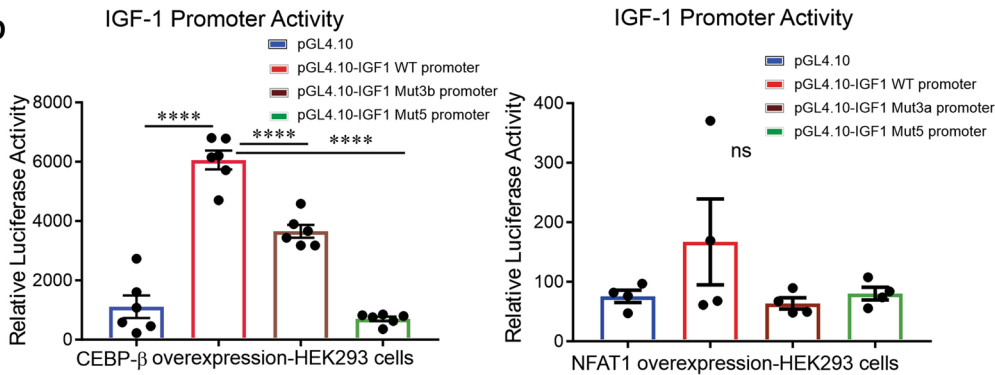 IGF-1 Promoter Activity
pGL4.10
pGL4.10-IGF1 WT promoter
pGL4.10-IGF1 Mut3b promoter
pGL4.10-IGF1 Mut5 promoter
Relative Luciferase Activity
8000
6000
4000
2000
0
****
****
****
CEBP-β overexpression-HEK293 cells
IGF-1 Promoter Activity
pGL4.10
pGL4.10-IGF1 WT promoter
pGL4.10-IGF1 Mut3a promoter
pGL4.10-IGF1 Mut5 promoter
Relative Luciferase Activity
400
300
200
100
0
ns
NFAT1 overexpression-HEK293 cells